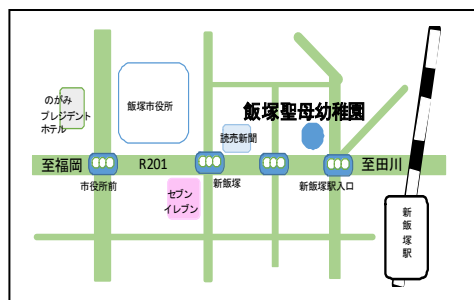 のがみ
プレジデント
ホテル
飯塚市役所
飯塚聖母幼稚園
読売新聞
至福岡
R201
至田川
市役所前
新飯塚
新飯塚駅入口
セブン
イレブン
新飯塚駅